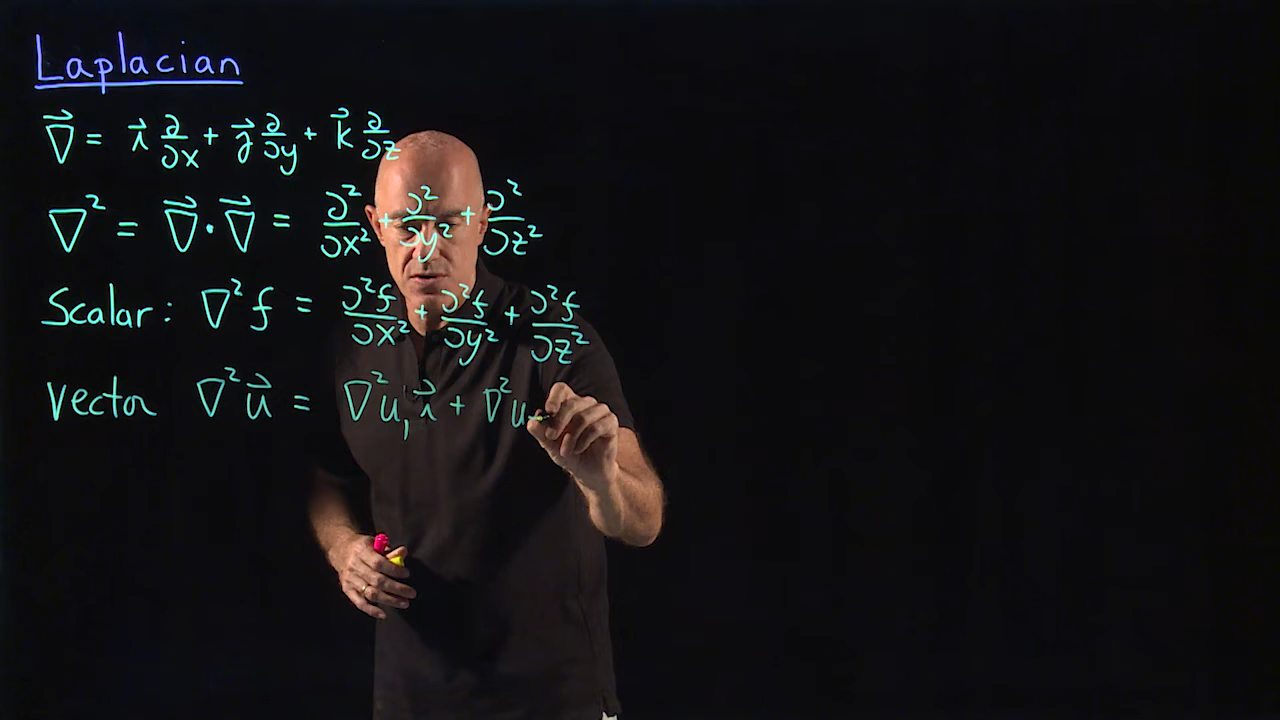 Laplacian
∇⃗ = i⃗ ∂/∂x + j⃗ ∂/∂y + k⃗ ∂/∂z
∇² = ∇⃗·∇⃗ = ∂²/∂x² + ∂²/∂y² + ∂²/∂z²
Scalar: ∇²f = ∂²f/∂x² + ∂²f/∂y² + ∂²f/∂z²
Vector ∇²u⃗ = ∇²u₁i⃗ + ∇²u